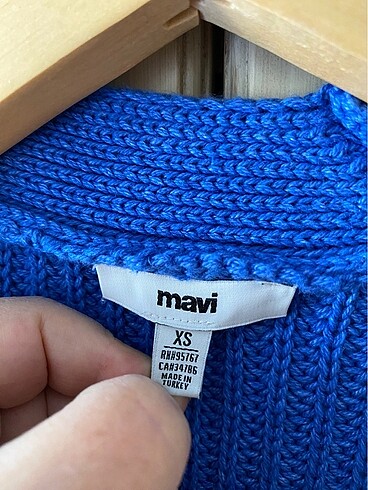 mavi
XS
RN#95767
CA#34786
MADE IN
TURKEY